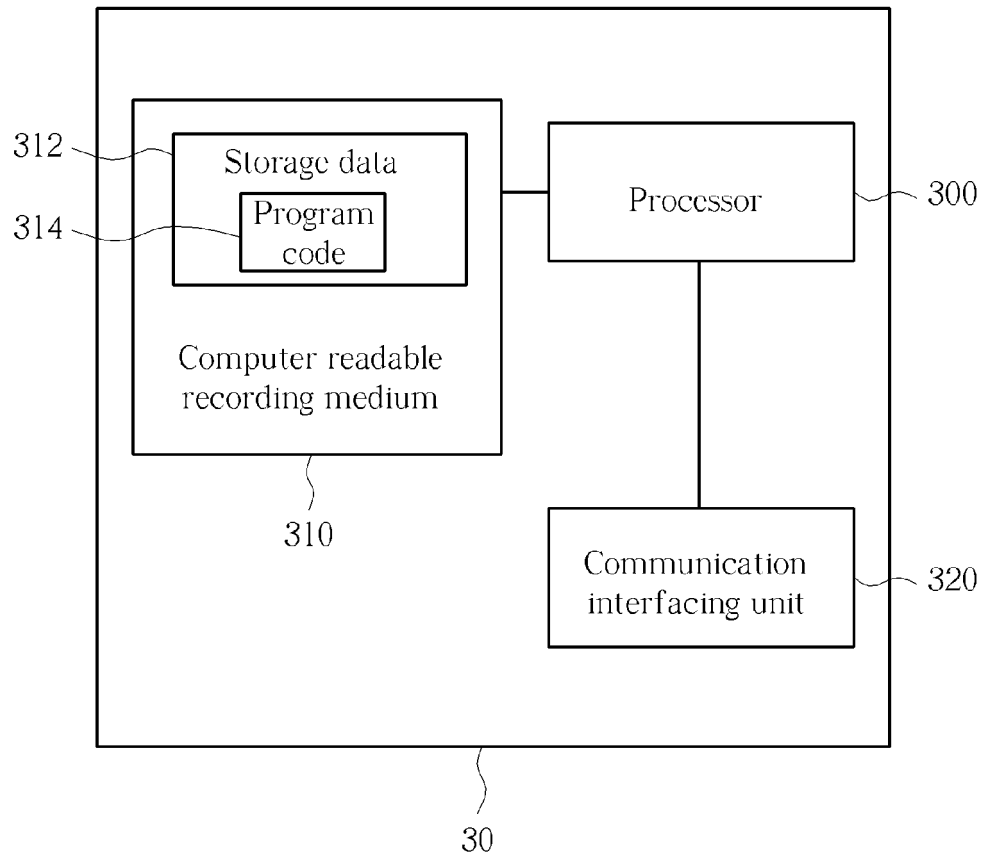 312
Storage data
314
Program
code
Computer readable
recording medium
310
Processor
300
Communication
interfacing unit
320
30